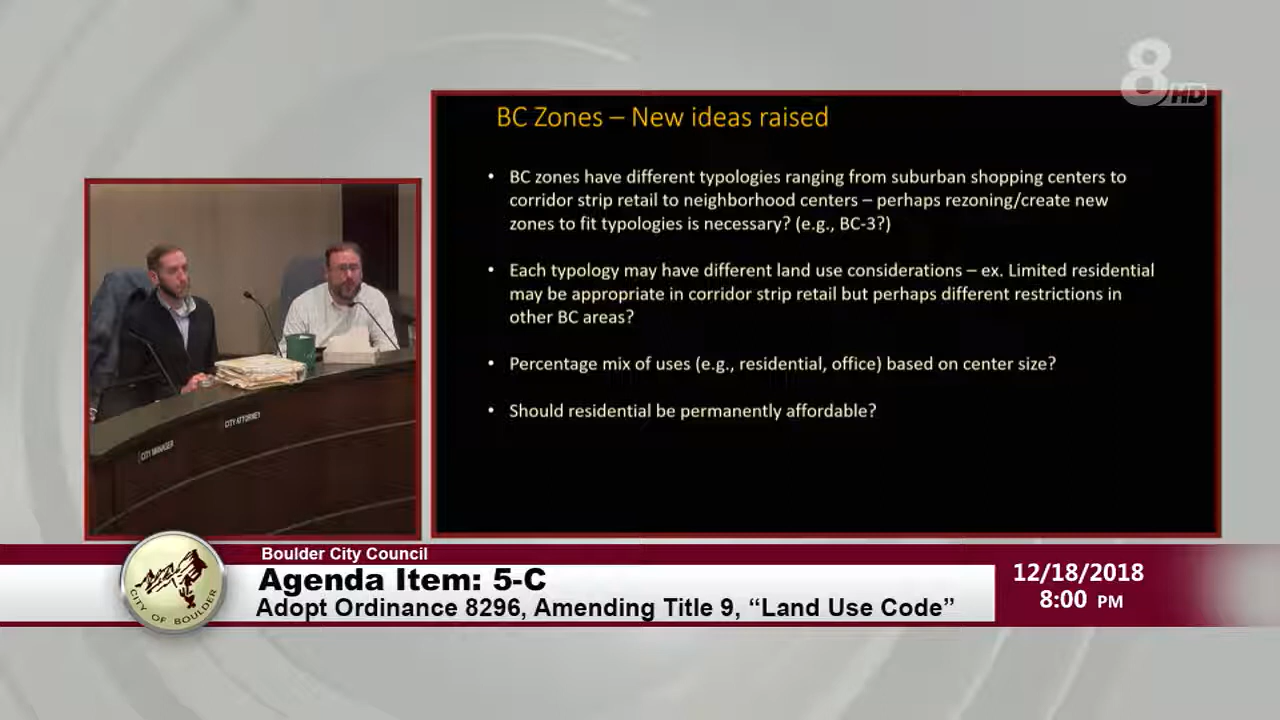 8
HD
BC Zones – New ideas raised
• BC zones have different typologies ranging from suburban shopping centers to
corridor strip retail to neighborhood centers – perhaps rezoning/create new
zones to fit typologies is necessary? (e.g., BC-3?)
• Each typology may have different land use considerations – ex. Limited residential
may be appropriate in corridor strip retail but perhaps different restrictions in
other BC areas?
• Percentage mix of uses (e.g., residential, office) based on center size?
• Should residential be permanently affordable?
CITY MANAGER
CITY ATTORNEY
CITY OF BOULDER
Boulder City Council
Agenda Item: 5-C
Adopt Ordinance 8296, Amending Title 9, “Land Use Code”
12/18/2018
8:00 PM